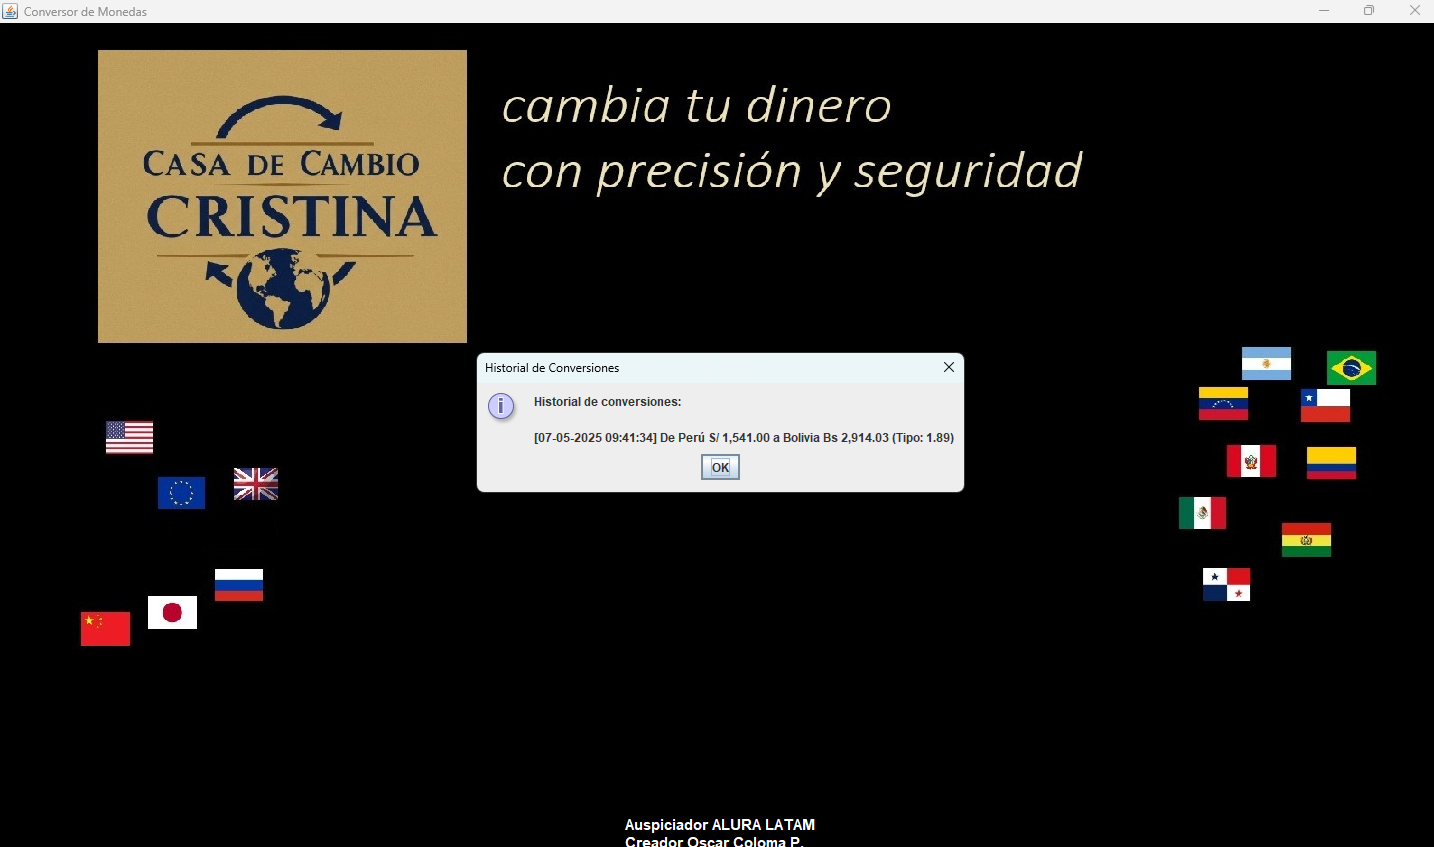 Conversor de Monedas
CASA DE CAMBIO
CRISTINA
cambia tu dinero
con precisión y seguridad
Historial de Conversiones
Historial de conversiones:
[07-05-2025 09:41:34] De Perú S/ 1,541.00 a Bolivia Bs 2,914.03 (Tipo: 1.89)
OK
Auspiciador ALURA LATAM
Creador Oscar Coloma P.